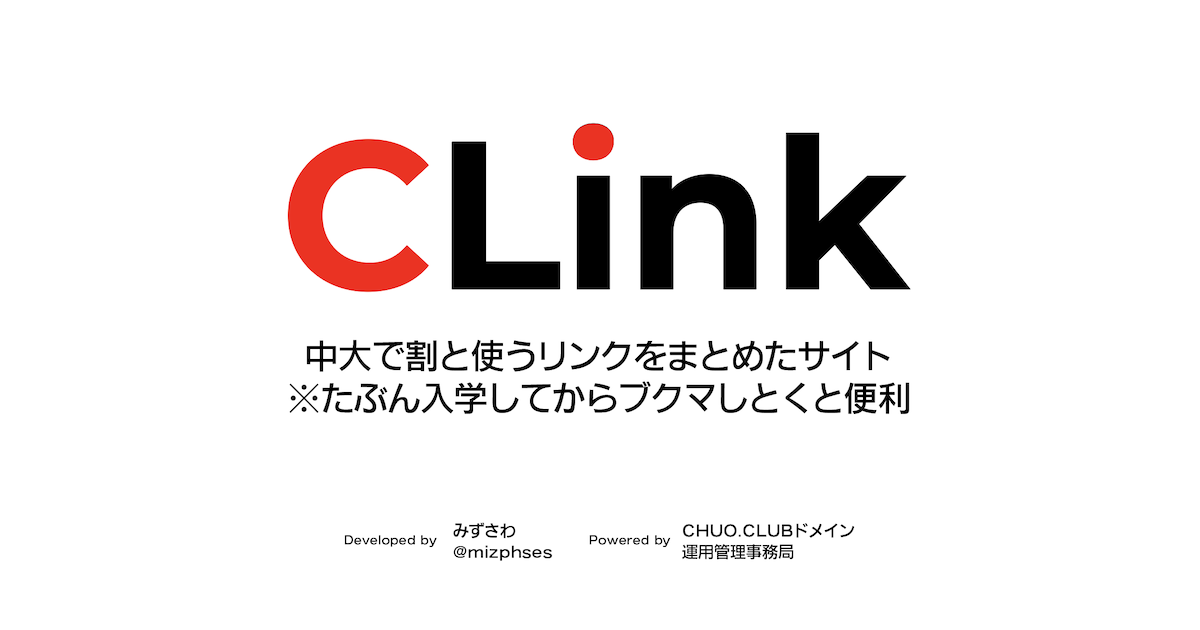 CLink
中大で割と使うリンクをまとめたサイト
※たぶん入学してからブクマしとくと便利
Developed by
みずさわ
@mizphses
Powered by
CHUO.CLUBドメイン
運用管理事務局